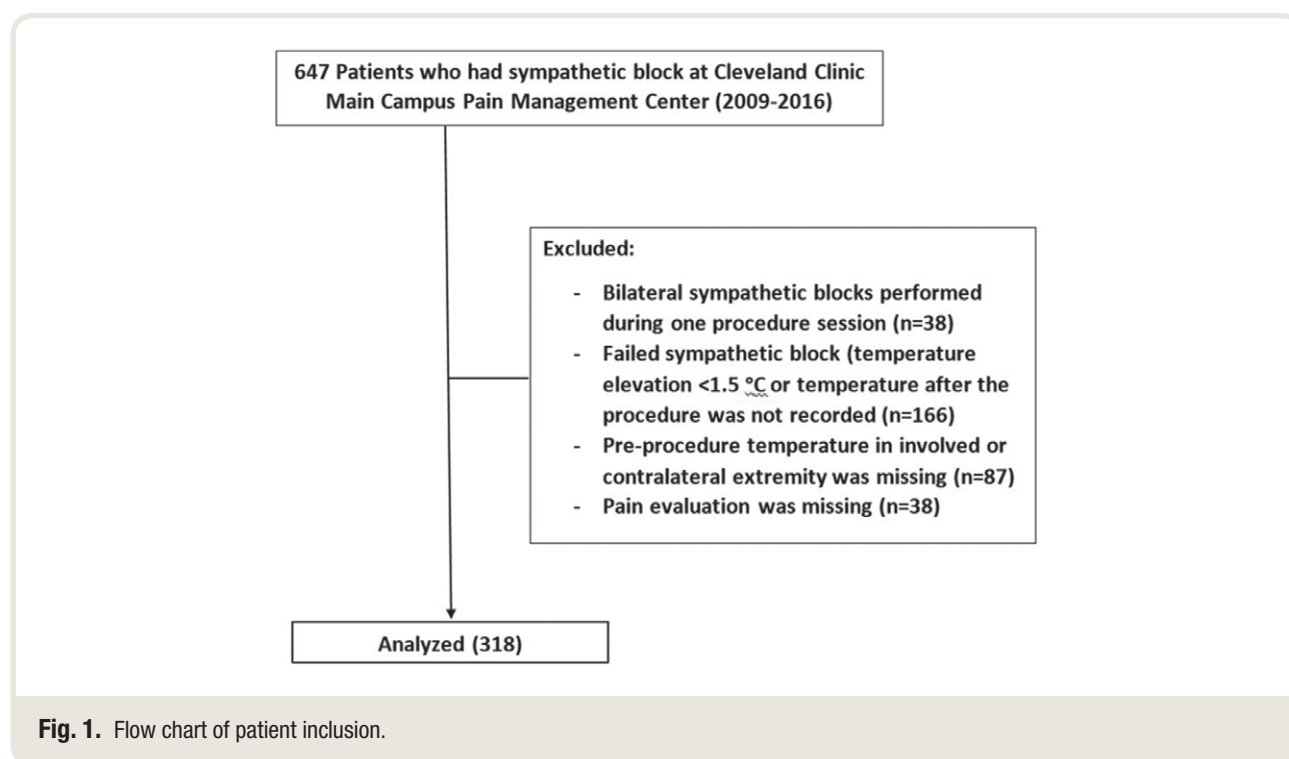 647 Patients who had sympathetic block at Cleveland Clinic
Main Campus Pain Management Center (2009-2016)
Excluded:
- Bilateral sympathetic blocks performed
during one procedure session (n=38)
- Failed sympathetic block (temperature
elevation <1.5 °C or temperature after the
procedure was not recorded (n=166)
- Pre-procedure temperature in involved or
contralateral extremity was missing (n=87)
- Pain evaluation was missing (n=38)
Analyzed (318)
Fig. 1. Flow chart of patient inclusion.